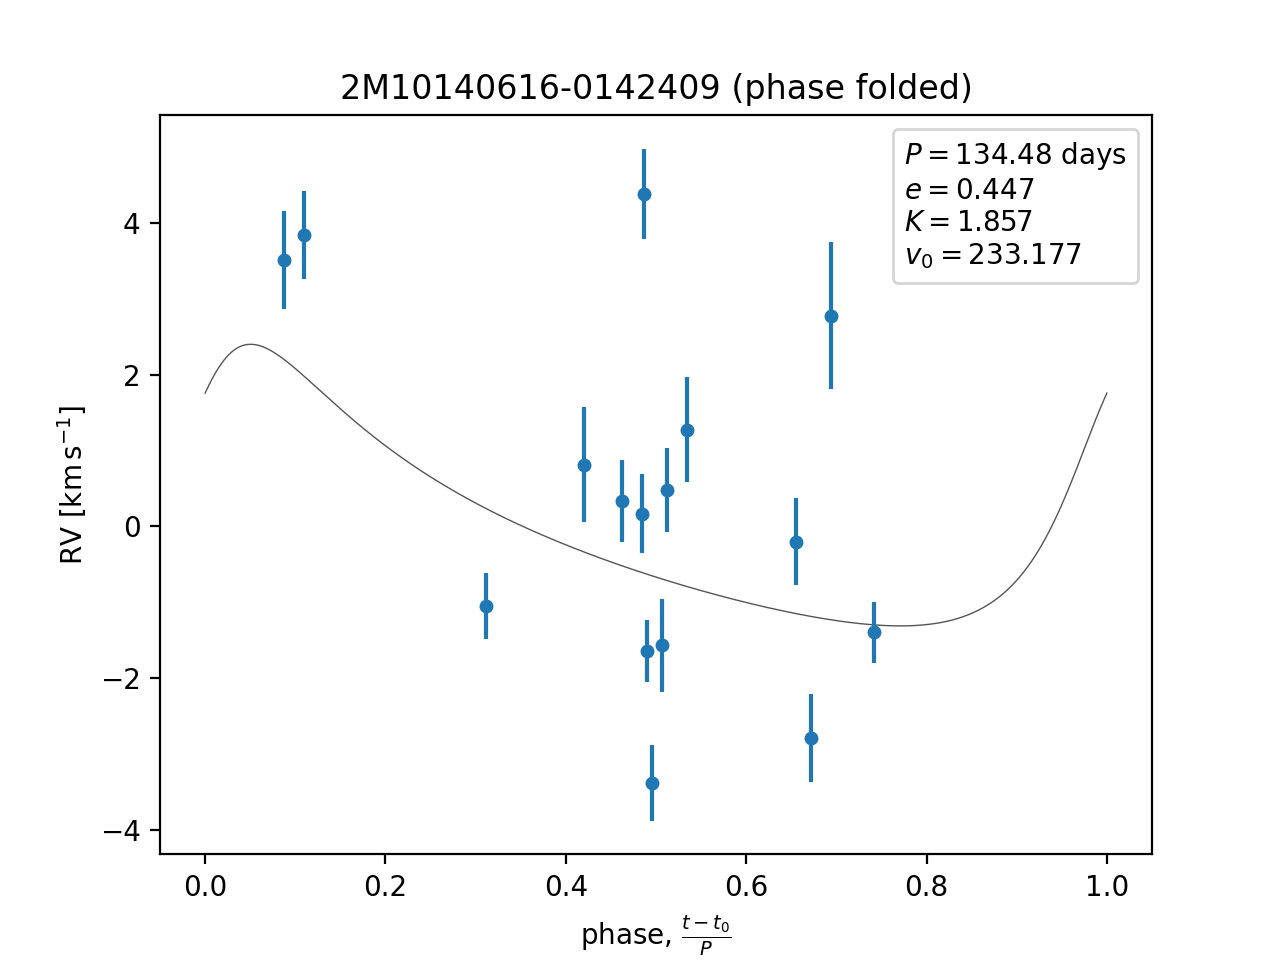 2M10140616-0142409 (phase folded)
P = 134.48 days
e = 0.447
K = 1.857
v₀ = 233.177
RV [km s⁻¹]
4
2
0
−2
−4
0.0 0.2 0.4 0.6 0.8 1.0
phase, (t − t₀)/P